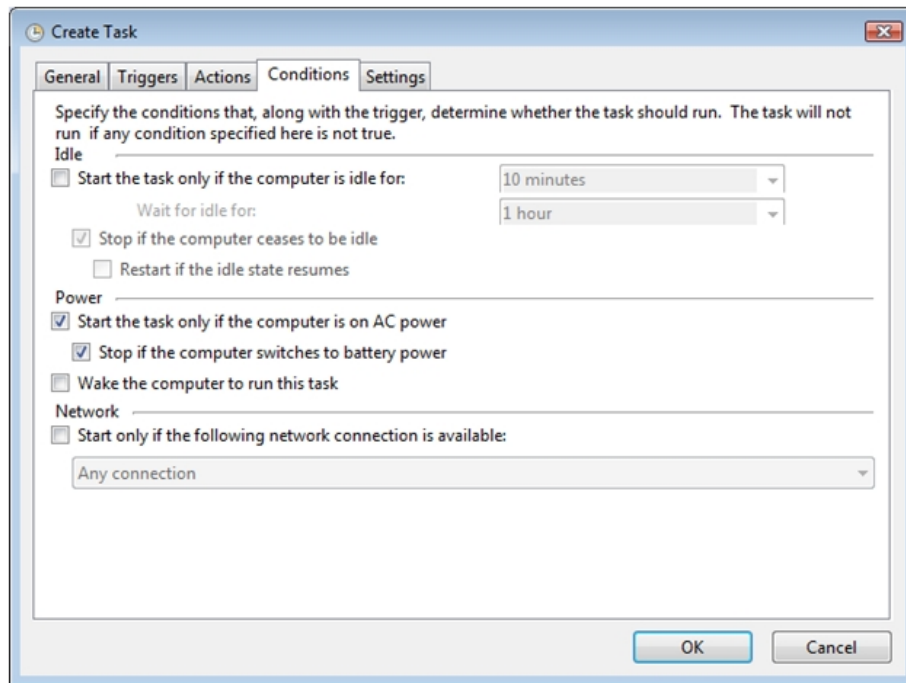 Create Task
General Triggers Actions Conditions Settings
Specify the conditions that, along with the trigger, determine whether the task should run.  The task will not
run  if any condition specified here is not true.
Idle
Start the task only if the computer is idle for: 10 minutes
Wait for idle for: 1 hour
Stop if the computer ceases to be idle
Restart if the idle state resumes
Power
Start the task only if the computer is on AC power
Stop if the computer switches to battery power
Wake the computer to run this task
Network
Start only if the following network connection is available:
Any connection
OK Cancel